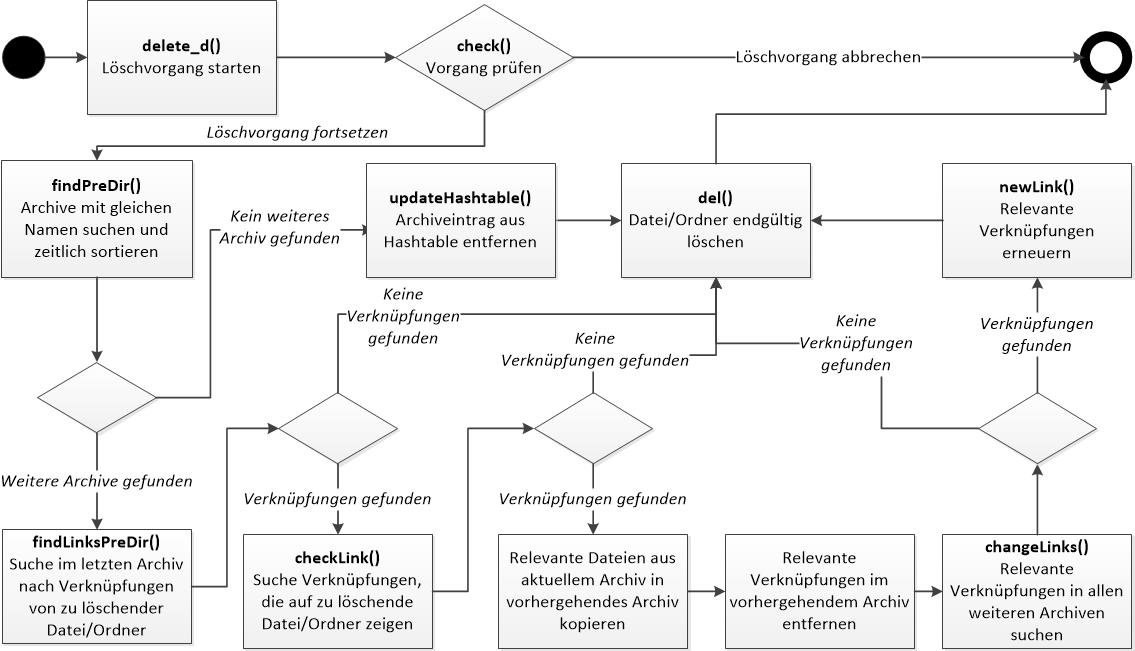 delete_d()
Löschvorgang starten
check()
Vorgang prüfen
Löschvorgang abbrechen
Löschvorgang fortsetzen
findPreDir()
Archive mit gleichen
Namen suchen und
zeitlich sortieren
Kein weiteres
Archiv gefunden
updateHashtable()
Archiveintrag aus
Hashtable entfernen
del()
Datei/Ordner endgültig
löschen
newLink()
Relevante
Verknüpfungen
erneuern
Keine
Verknüpfungen
gefunden
Keine
Verknüpfungen gefunden
Keine
Verknüpfungen
gefunden
Verknüpfungen
gefunden
Weitere Archive gefunden
Verknüpfungen gefunden
Verknüpfungen gefunden
findLinksPreDir()
Suche im letzten Archiv
nach Verknüpfungen
von zu löschender
Datei/Ordner
checkLink()
Suche Verknüpfungen,
die auf zu löschende
Datei/Ordner zeigen
Relevante Dateien aus
aktuellem Archiv in
vorhergehendes Archiv
kopieren
Relevante
Verknüpfungen im
vorhergehendem Archiv
entfernen
changeLinks()
Relevante
Verknüpfungen in allen
weiteren Archiven
suchen